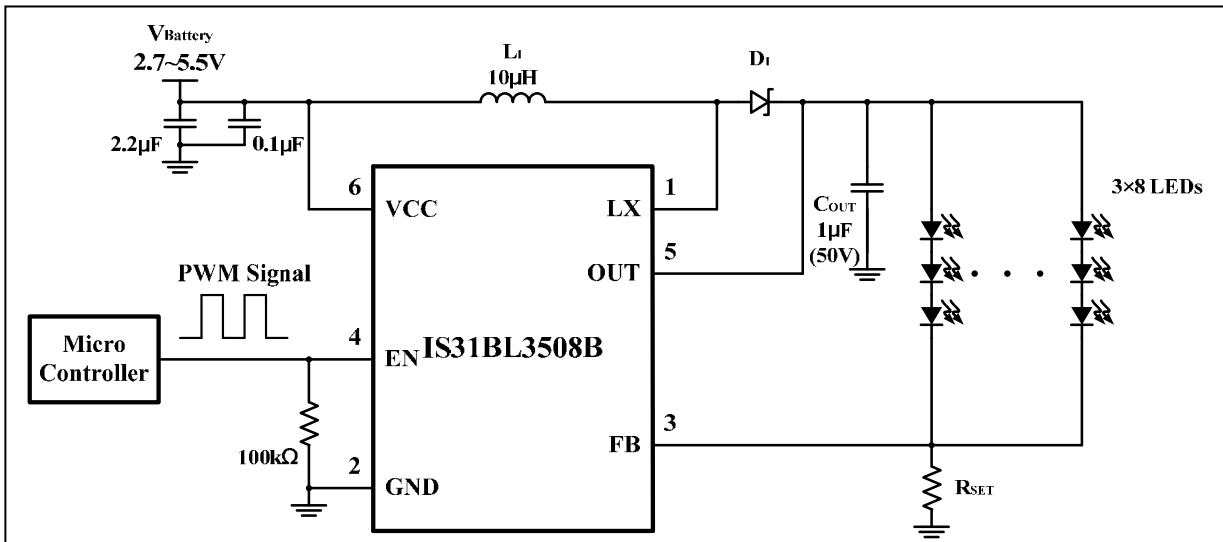 VBattery
2.7~5.5V
L1
10μH
D1
2.2μF
0.1μF
6
VCC
1
LX
3×8 LEDs
COUT
1μF
(50V)
5
OUT
PWM Signal
Micro
Controller
4
EN
IS31BL3508B
3
FB
100kΩ
2
GND
RSET